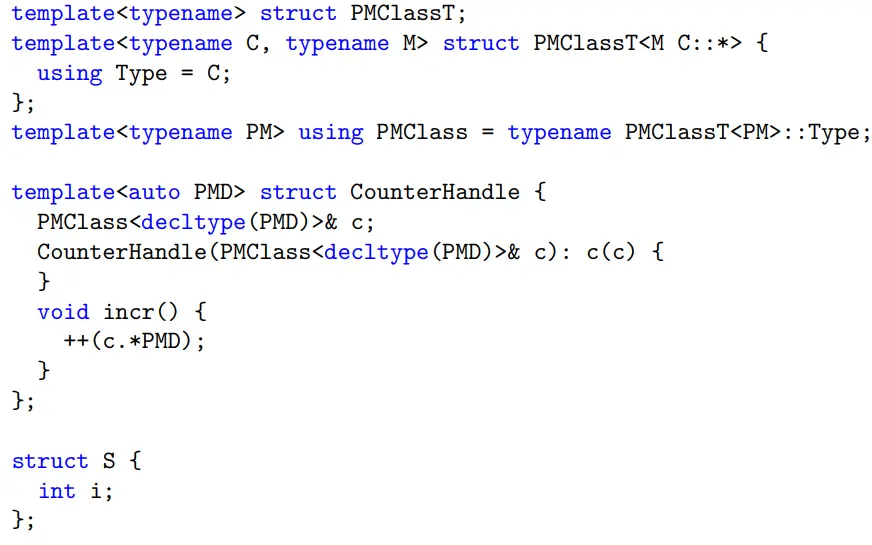 template<typename> struct PMClassT;
template<typename C, typename M> struct PMClassT<M C::*> {
  using Type = C;
};
template<typename PM> using PMClass = typename PMClassT<PM>::Type;

template<auto PMD> struct CounterHandle {
  PMClass<decltype(PMD)>& c;
  CounterHandle(PMClass<decltype(PMD)>& c): c(c) {
  }
  void incr() {
    ++(c.*PMD);
  }
};

struct S {
  int i;
};